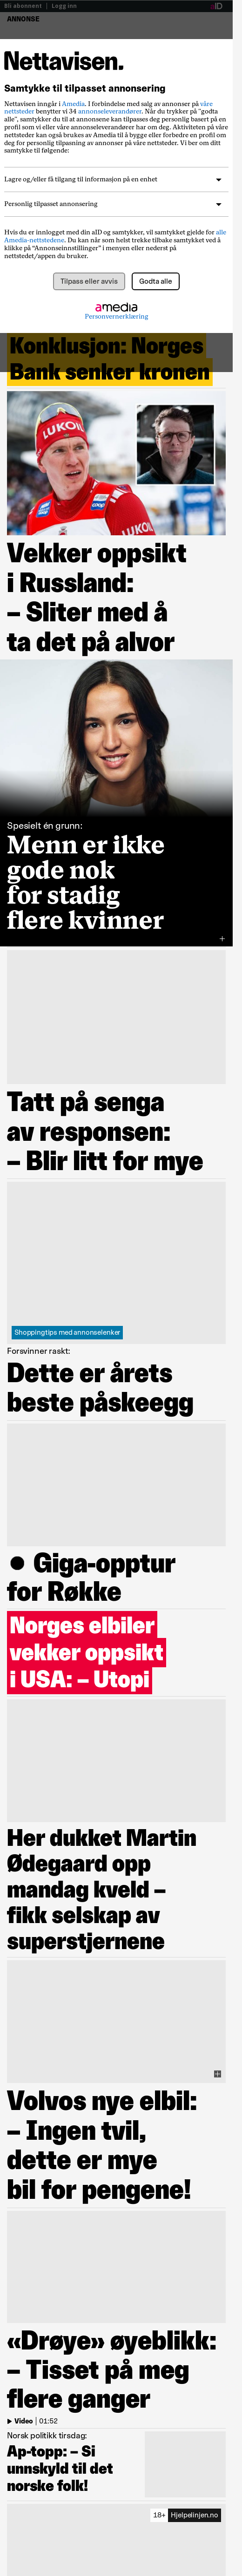 Bli abonnent | Logg inn
aID
ANNONSE
Nettavisen.
Samtykke til tilpasset annonsering
Nettavisen inngår i Amedia. I forbindelse med salg av annonser på våre
nettsteder benytter vi 34 annonseleverandører. Når du trykker på "godta
alle", samtykker du til at annonsene kan tilpasses deg personlig basert på en
profil som vi eller våre annonseleverandører har om deg. Aktiviteten på våre
nettsted kan også brukes av Amedia til å bygge eller forbedre en profil om
deg for personlig tilpasning av annonser på våre nettsteder. Vi ber om ditt
samtykke til følgende:
Lagre og/eller få tilgang til informasjon på en enhet
Personlig tilpasset annonsering
Hvis du er innlogget med din aID og samtykker, vil samtykket gjelde for alle
Amedia-nettstedene. Du kan når som helst trekke tilbake samtykket ved å
klikke på "Annonseinnstillinger" i menyen eller nederst på
nettstedet/appen du bruker.
Tilpass eller avvis
Godta alle
amedia
Personvernerklæring
Konklusjon: Norges
Bank senker kronen
LUKOIL
coop
LUKO
Vekker oppsikt
i Russland:
– Sliter med å
ta det på alvor
Spesielt én grunn:
Menn er ikke
gode nok
for stadig
flere kvinner
Tatt på senga
av responsen:
– Blir litt for mye
Shoppingtips med annonselenker
Forsvinner raskt:
Dette er årets
beste påskeegg
● Giga-opptur
for Røkke
Norges elbiler
vekker oppsikt
i USA: – Utopi
Her dukket Martin
Ødegaard opp
mandag kveld –
fikk selskap av
superstjernene
Volvos nye elbil:
– Ingen tvil,
dette er mye
bil for pengene!
«Drøye» øyeblikk:
– Tisset på meg
flere ganger
Video | 01:52
Norsk politikk tirsdag:
Ap-topp: – Si
unnskyld til det
norske folk!
18+ Hjelpelinjen.no